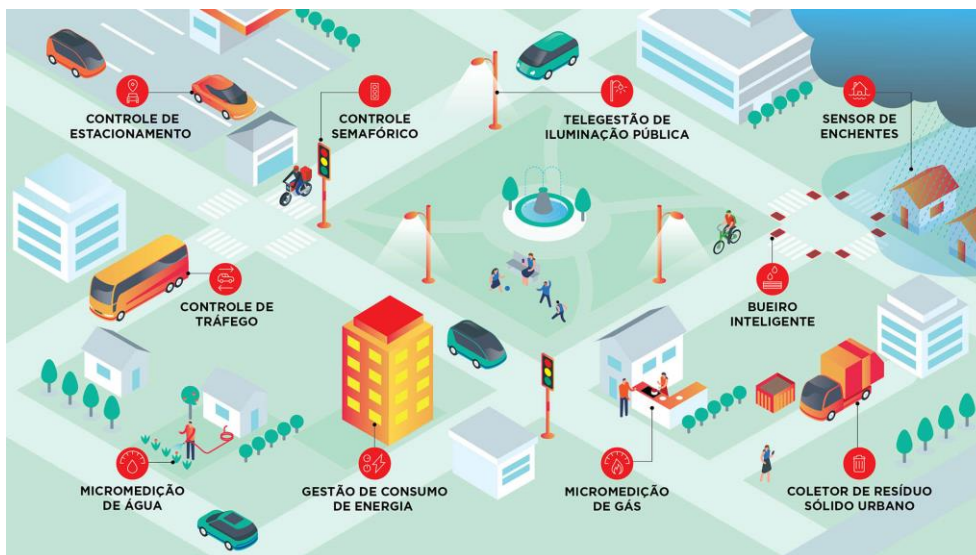 CONTROLE DE
ESTACIONAMENTO
CONTROLE
SEMAFÓRICO
TELEGESTÃO DE
ILUMINAÇÃO PÚBLICA
SENSOR DE
ENCHENTES
CONTROLE DE
TRÁFEGO
BUEIRO
INTELIGENTE
MICROMEDIÇÃO
DE ÁGUA
GESTÃO DE CONSUMO
DE ENERGIA
MICROMEDIÇÃO
DE GÁS
COLETOR DE RESÍDUO
SÓLIDO URBANO